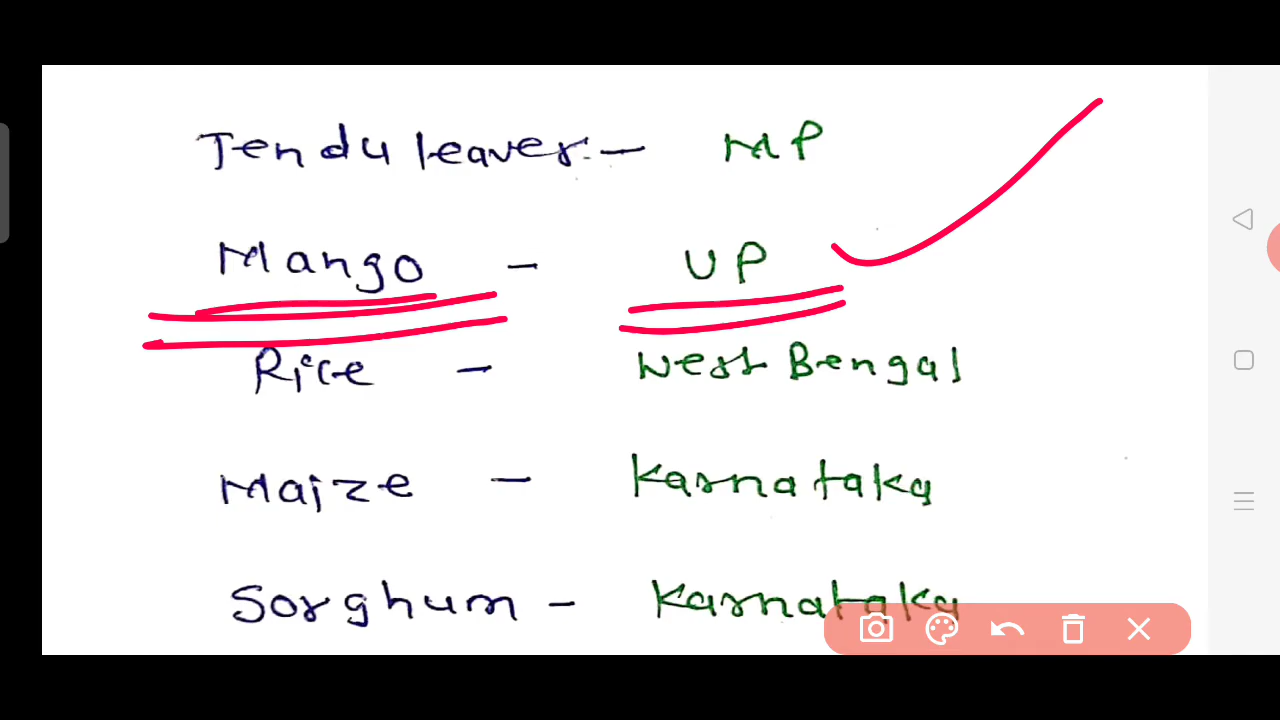 Tendu leaves - MP
Mango - UP
Rice - West Bengal
Maize - Karnataka
Sorghum - Karnataka